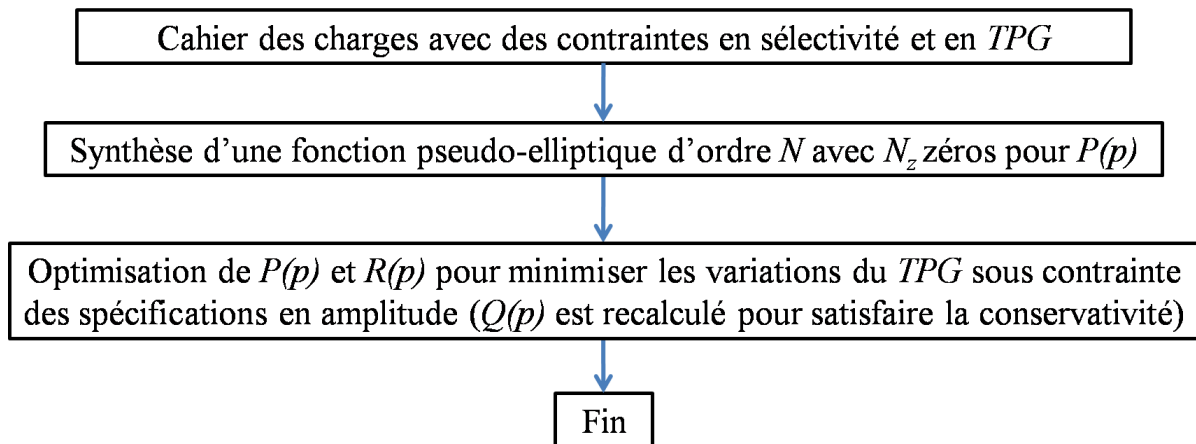 Cahier des charges avec des contraintes en sélectivité et en TPG
Synthèse d'une fonction pseudo-elliptique d'ordre N avec N_z zéros pour P(p)
Optimisation de P(p) et R(p) pour minimiser les variations du TPG sous contrainte
des spécifications en amplitude (Q(p) est recalculé pour satisfaire la conservativité)
Fin